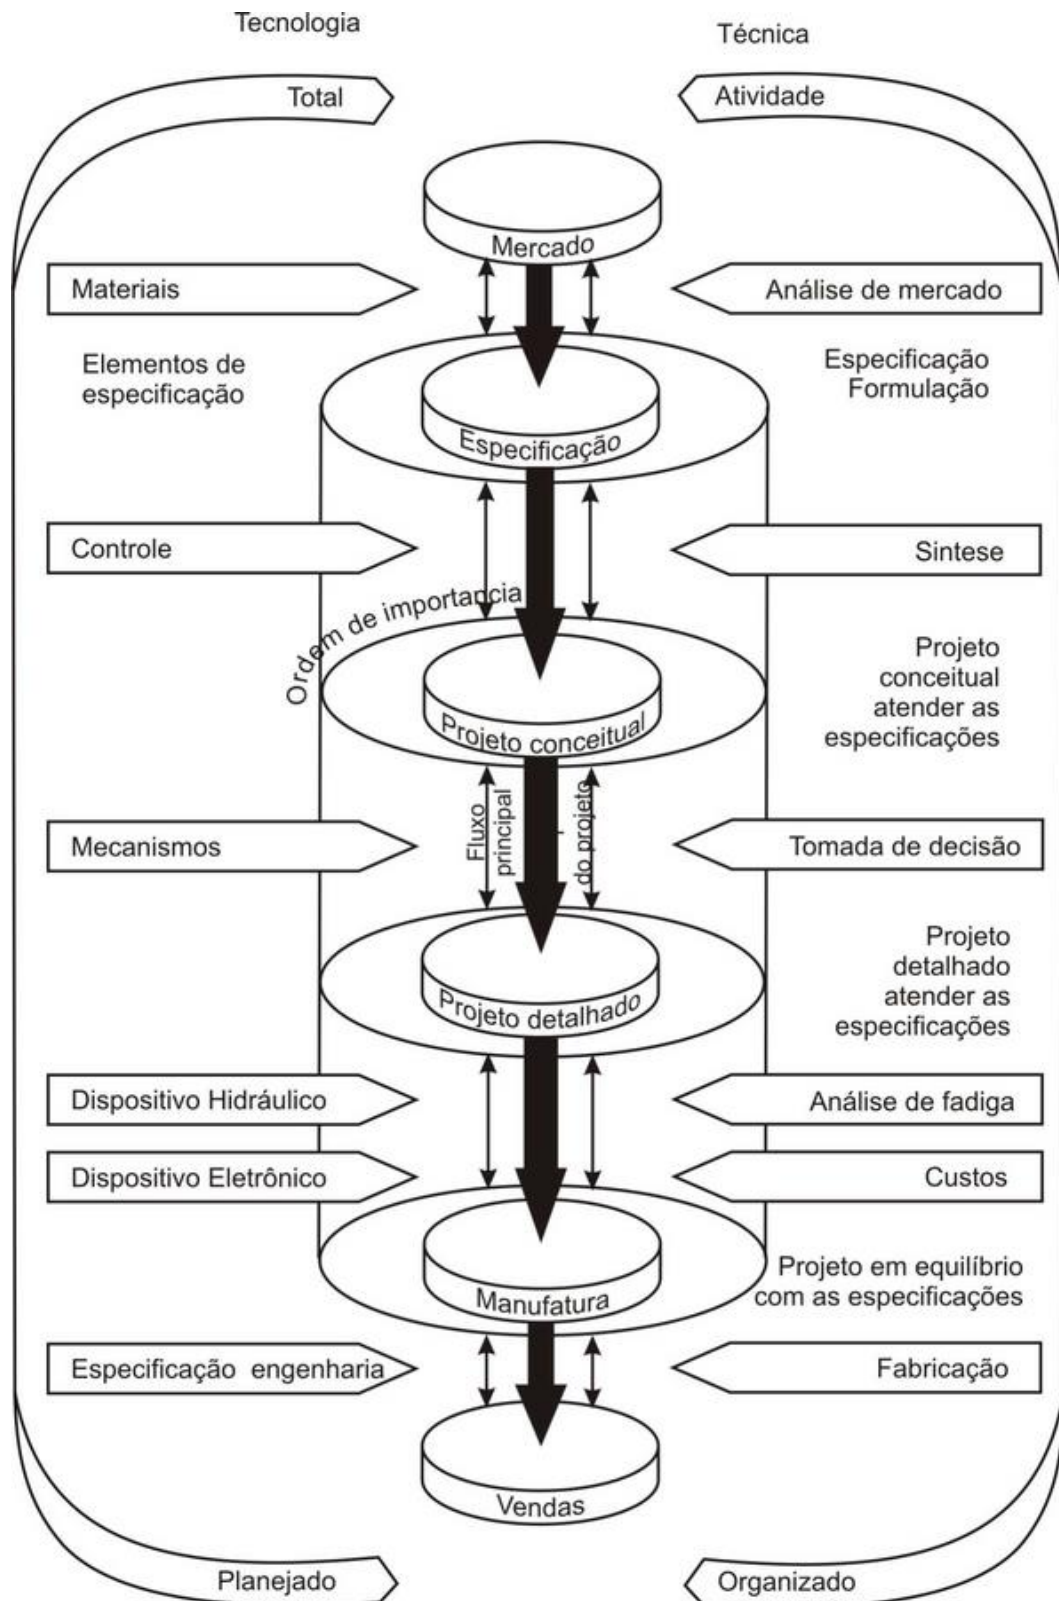 Tecnologia
Técnica
Total
Atividade
Mercado
Materiais
Análise de mercado
Elementos de
especificação
Especificação
Formulação
Especificação
Controle
Sintese
Ordem de importancia
Projeto
conceitual
atender as
especificações
Projeto conceitual
Fluxo
principal
do projeto
Mecanismos
Tomada de decisão
Projeto
detalhado
atender as
especificações
Projeto detalhado
Dispositivo Hidráulico
Análise de fadiga
Dispositivo Eletrônico
Custos
Manufatura
Projeto em equilíbrio
com as especificações
Especificação engenharia
Fabricação
Vendas
Planejado
Organizado